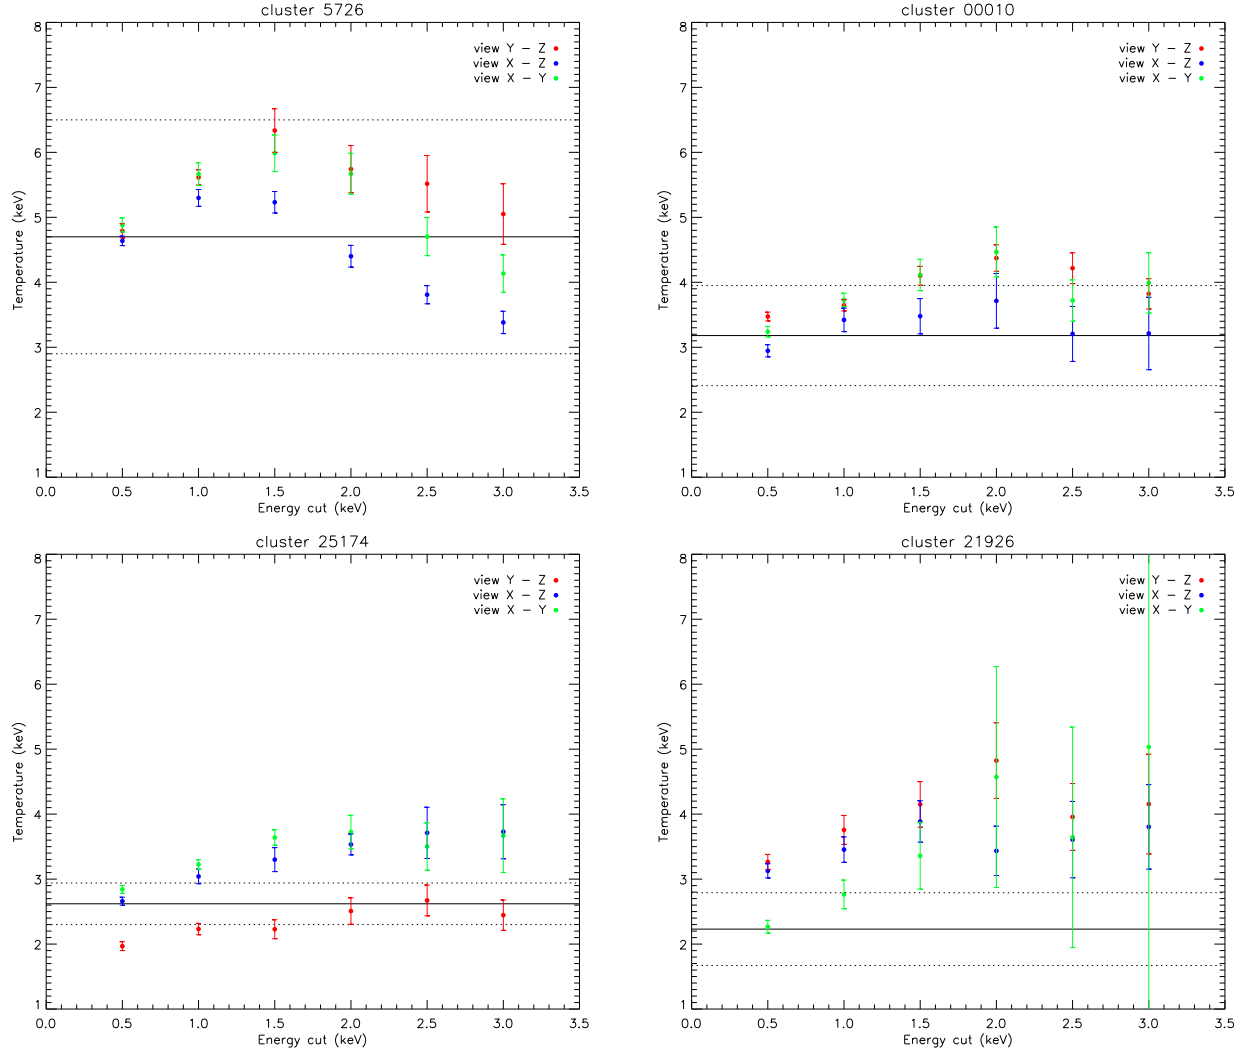 cluster 5726
8
7
6
5
4
3
2
1
Temperature (keV)
view Y – Z
view X – Z
view X – Y
0.0 0.5 1.0 1.5 2.0 2.5 3.0 3.5
Energy cut (keV)
cluster 00010
8
7
6
5
4
3
2
1
Temperature (keV)
view Y – Z
view X – Z
view X – Y
0.0 0.5 1.0 1.5 2.0 2.5 3.0 3.5
Energy cut (keV)
cluster 25174
8
7
6
5
4
3
2
1
Temperature (keV)
view Y – Z
view X – Z
view X – Y
0.0 0.5 1.0 1.5 2.0 2.5 3.0 3.5
Energy cut (keV)
cluster 21926
8
7
6
5
4
3
2
1
Temperature (keV)
view Y – Z
view X – Z
view X – Y
0.0 0.5 1.0 1.5 2.0 2.5 3.0 3.5
Energy cut (keV)